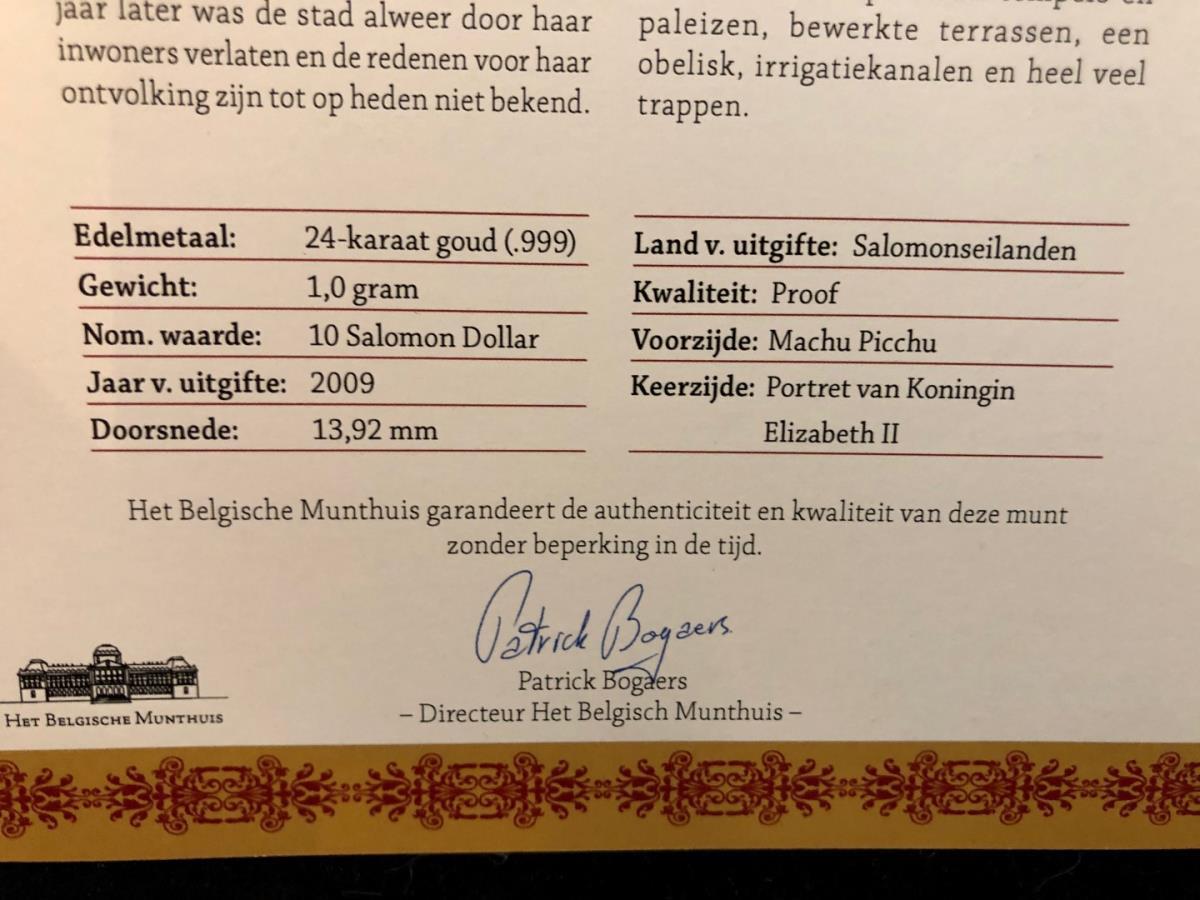 jaar later was de stad alweer door haar
inwoners verlaten en de redenen voor haar
ontvolking zijn tot op heden niet bekend.
en
paleizen, bewerkte terrassen, een
obelisk, irrigatiekanalen en heel veel
trappen.
Edelmetaal: 24-karaat goud (.999)
Gewicht: 1,0 gram
Nom. waarde: 10 Salomon Dollar
Jaar v. uitgifte: 2009
Doorsnede: 13,92 mm
Land v. uitgifte: Salomonseilanden
Kwaliteit: Proof
Voorzijde: Machu Picchu
Keerzijde: Portret van Koningin
Elizabeth II
Het Belgische Munthuis garandeert de authenticiteit en kwaliteit van deze munt
zonder beperking in de tijd.
Patrick Bogaers
Patrick Bogaers
– Directeur Het Belgisch Munthuis –
HET BELGISCHE MUNTHUIS